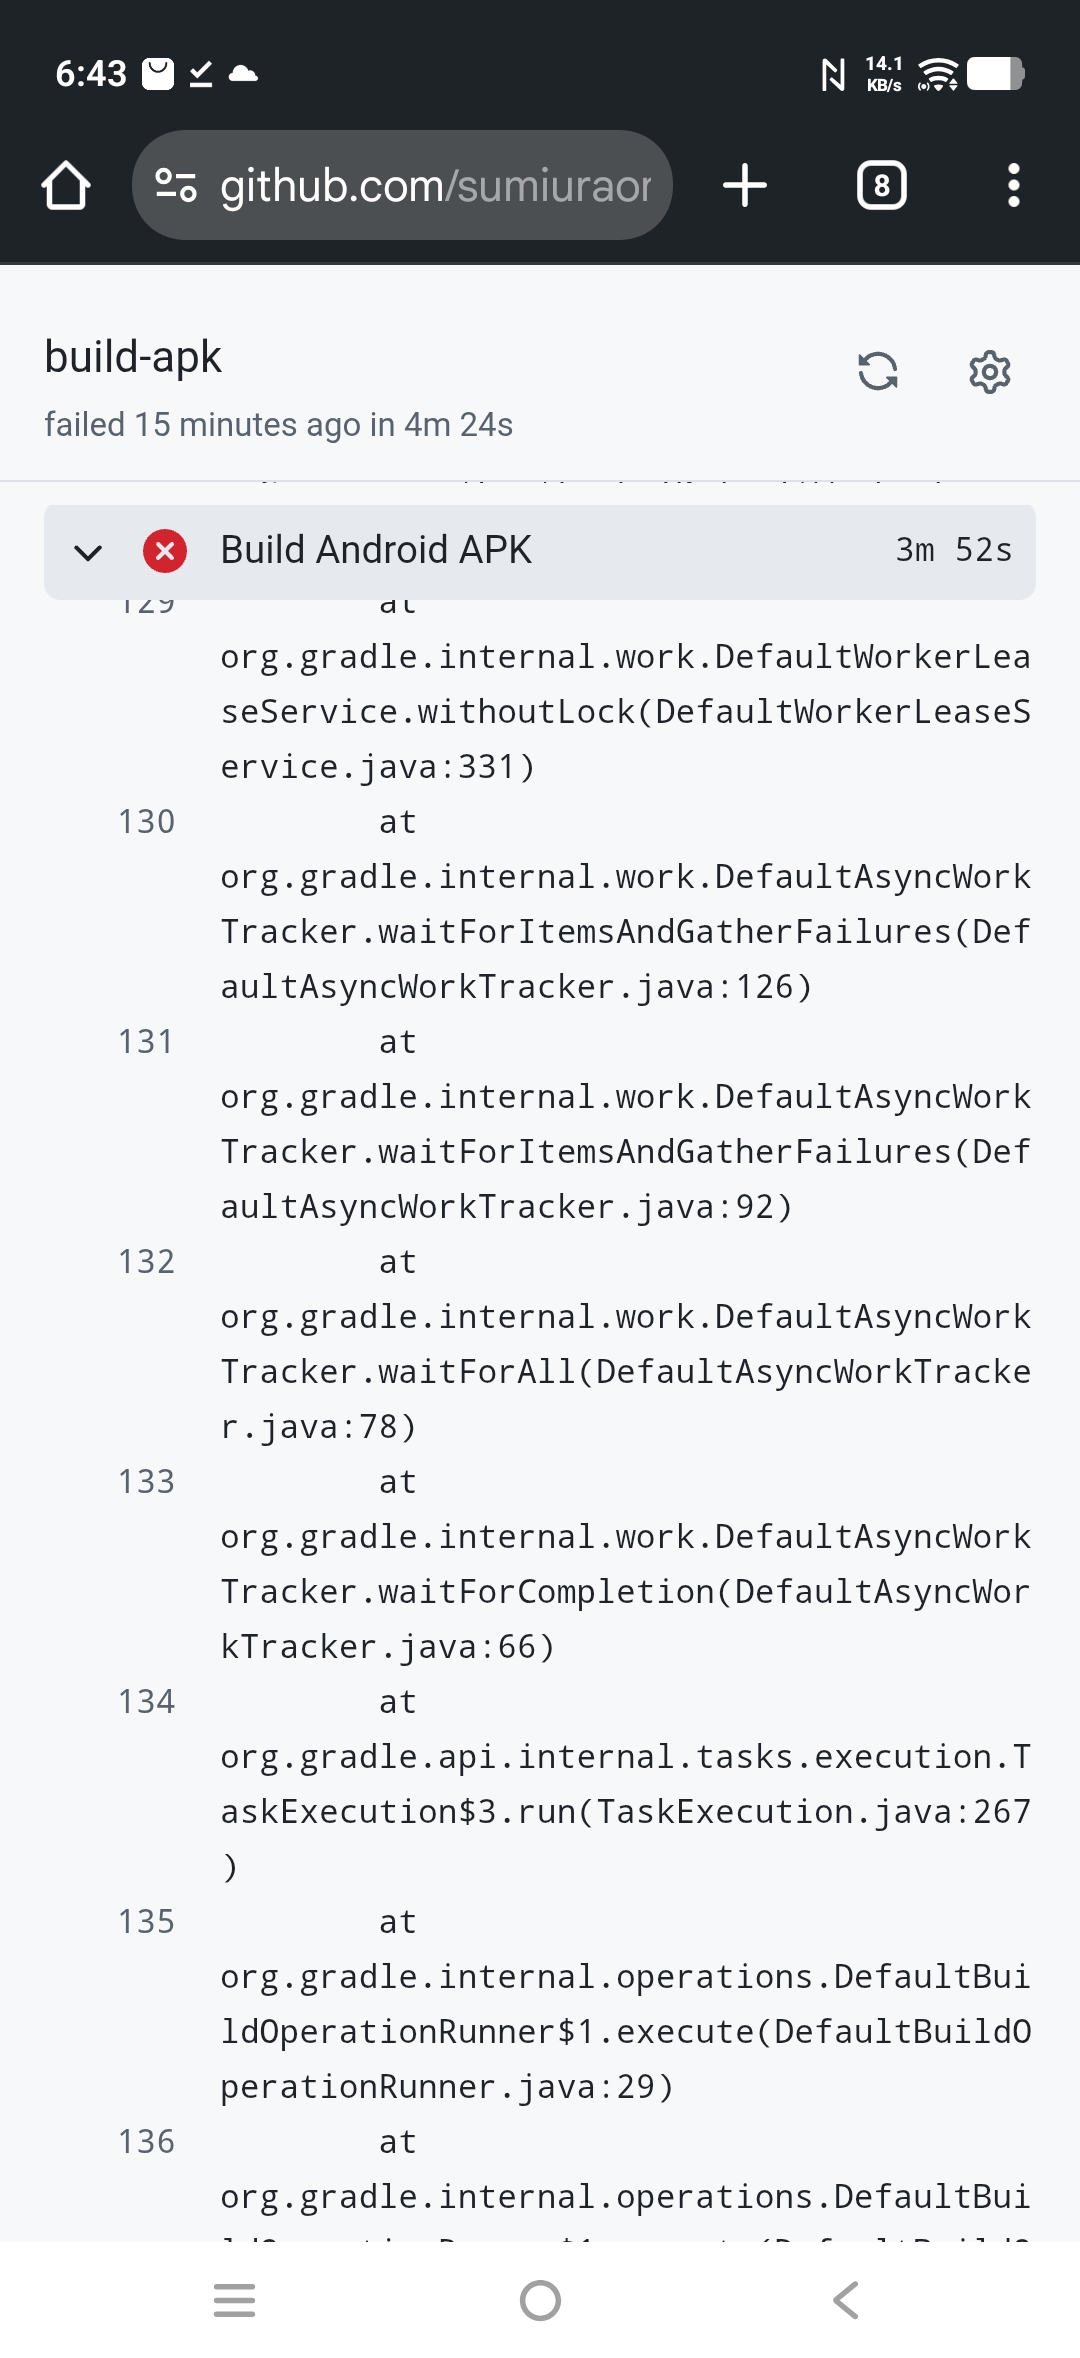 6:43
14.1
KB/s
github.com/sumiuraor
8
build-apk
failed 15 minutes ago in 4m 24s
Build Android APK 3m 52s
129 at
org.gradle.internal.work.DefaultWorkerLea
seService.withoutLock(DefaultWorkerLeaseS
ervice.java:331)
130 at
org.gradle.internal.work.DefaultAsyncWork
Tracker.waitForItemsAndGatherFailures(Def
aultAsyncWorkTracker.java:126)
131 at
org.gradle.internal.work.DefaultAsyncWork
Tracker.waitForItemsAndGatherFailures(Def
aultAsyncWorkTracker.java:92)
132 at
org.gradle.internal.work.DefaultAsyncWork
Tracker.waitForAll(DefaultAsyncWorkTracke
r.java:78)
133 at
org.gradle.internal.work.DefaultAsyncWork
Tracker.waitForCompletion(DefaultAsyncWor
kTracker.java:66)
134 at
org.gradle.api.internal.tasks.execution.T
askExecution$3.run(TaskExecution.java:267
)
135 at
org.gradle.internal.operations.DefaultBui
ldOperationRunner$1.execute(DefaultBuildO
perationRunner.java:29)
136 at
org.gradle.internal.operations.DefaultBui